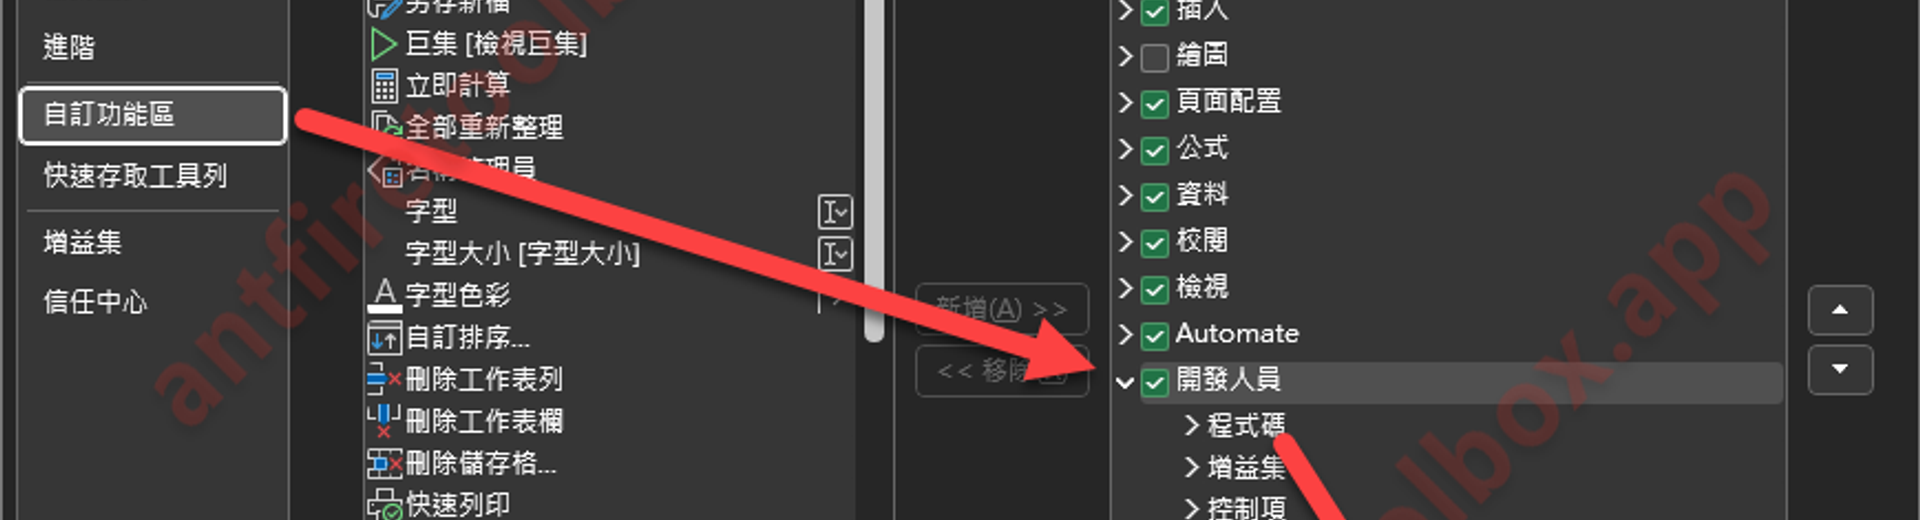 進階
自訂功能區
快速存取工具列
增益集
信任中心
另存新檔
巨集 [檢視巨集]
立即計算
全部重新整理
名稱管理員
字型
字型大小 [字型大小]
字型色彩
自訂排序...
刪除工作表列
刪除工作表欄
刪除儲存格...
快速列印
新增(A) >>
<< 移除
插入
繪圖
頁面配置
公式
資料
校閱
檢視
Automate
開發人員
程式碼
增益集
控制項